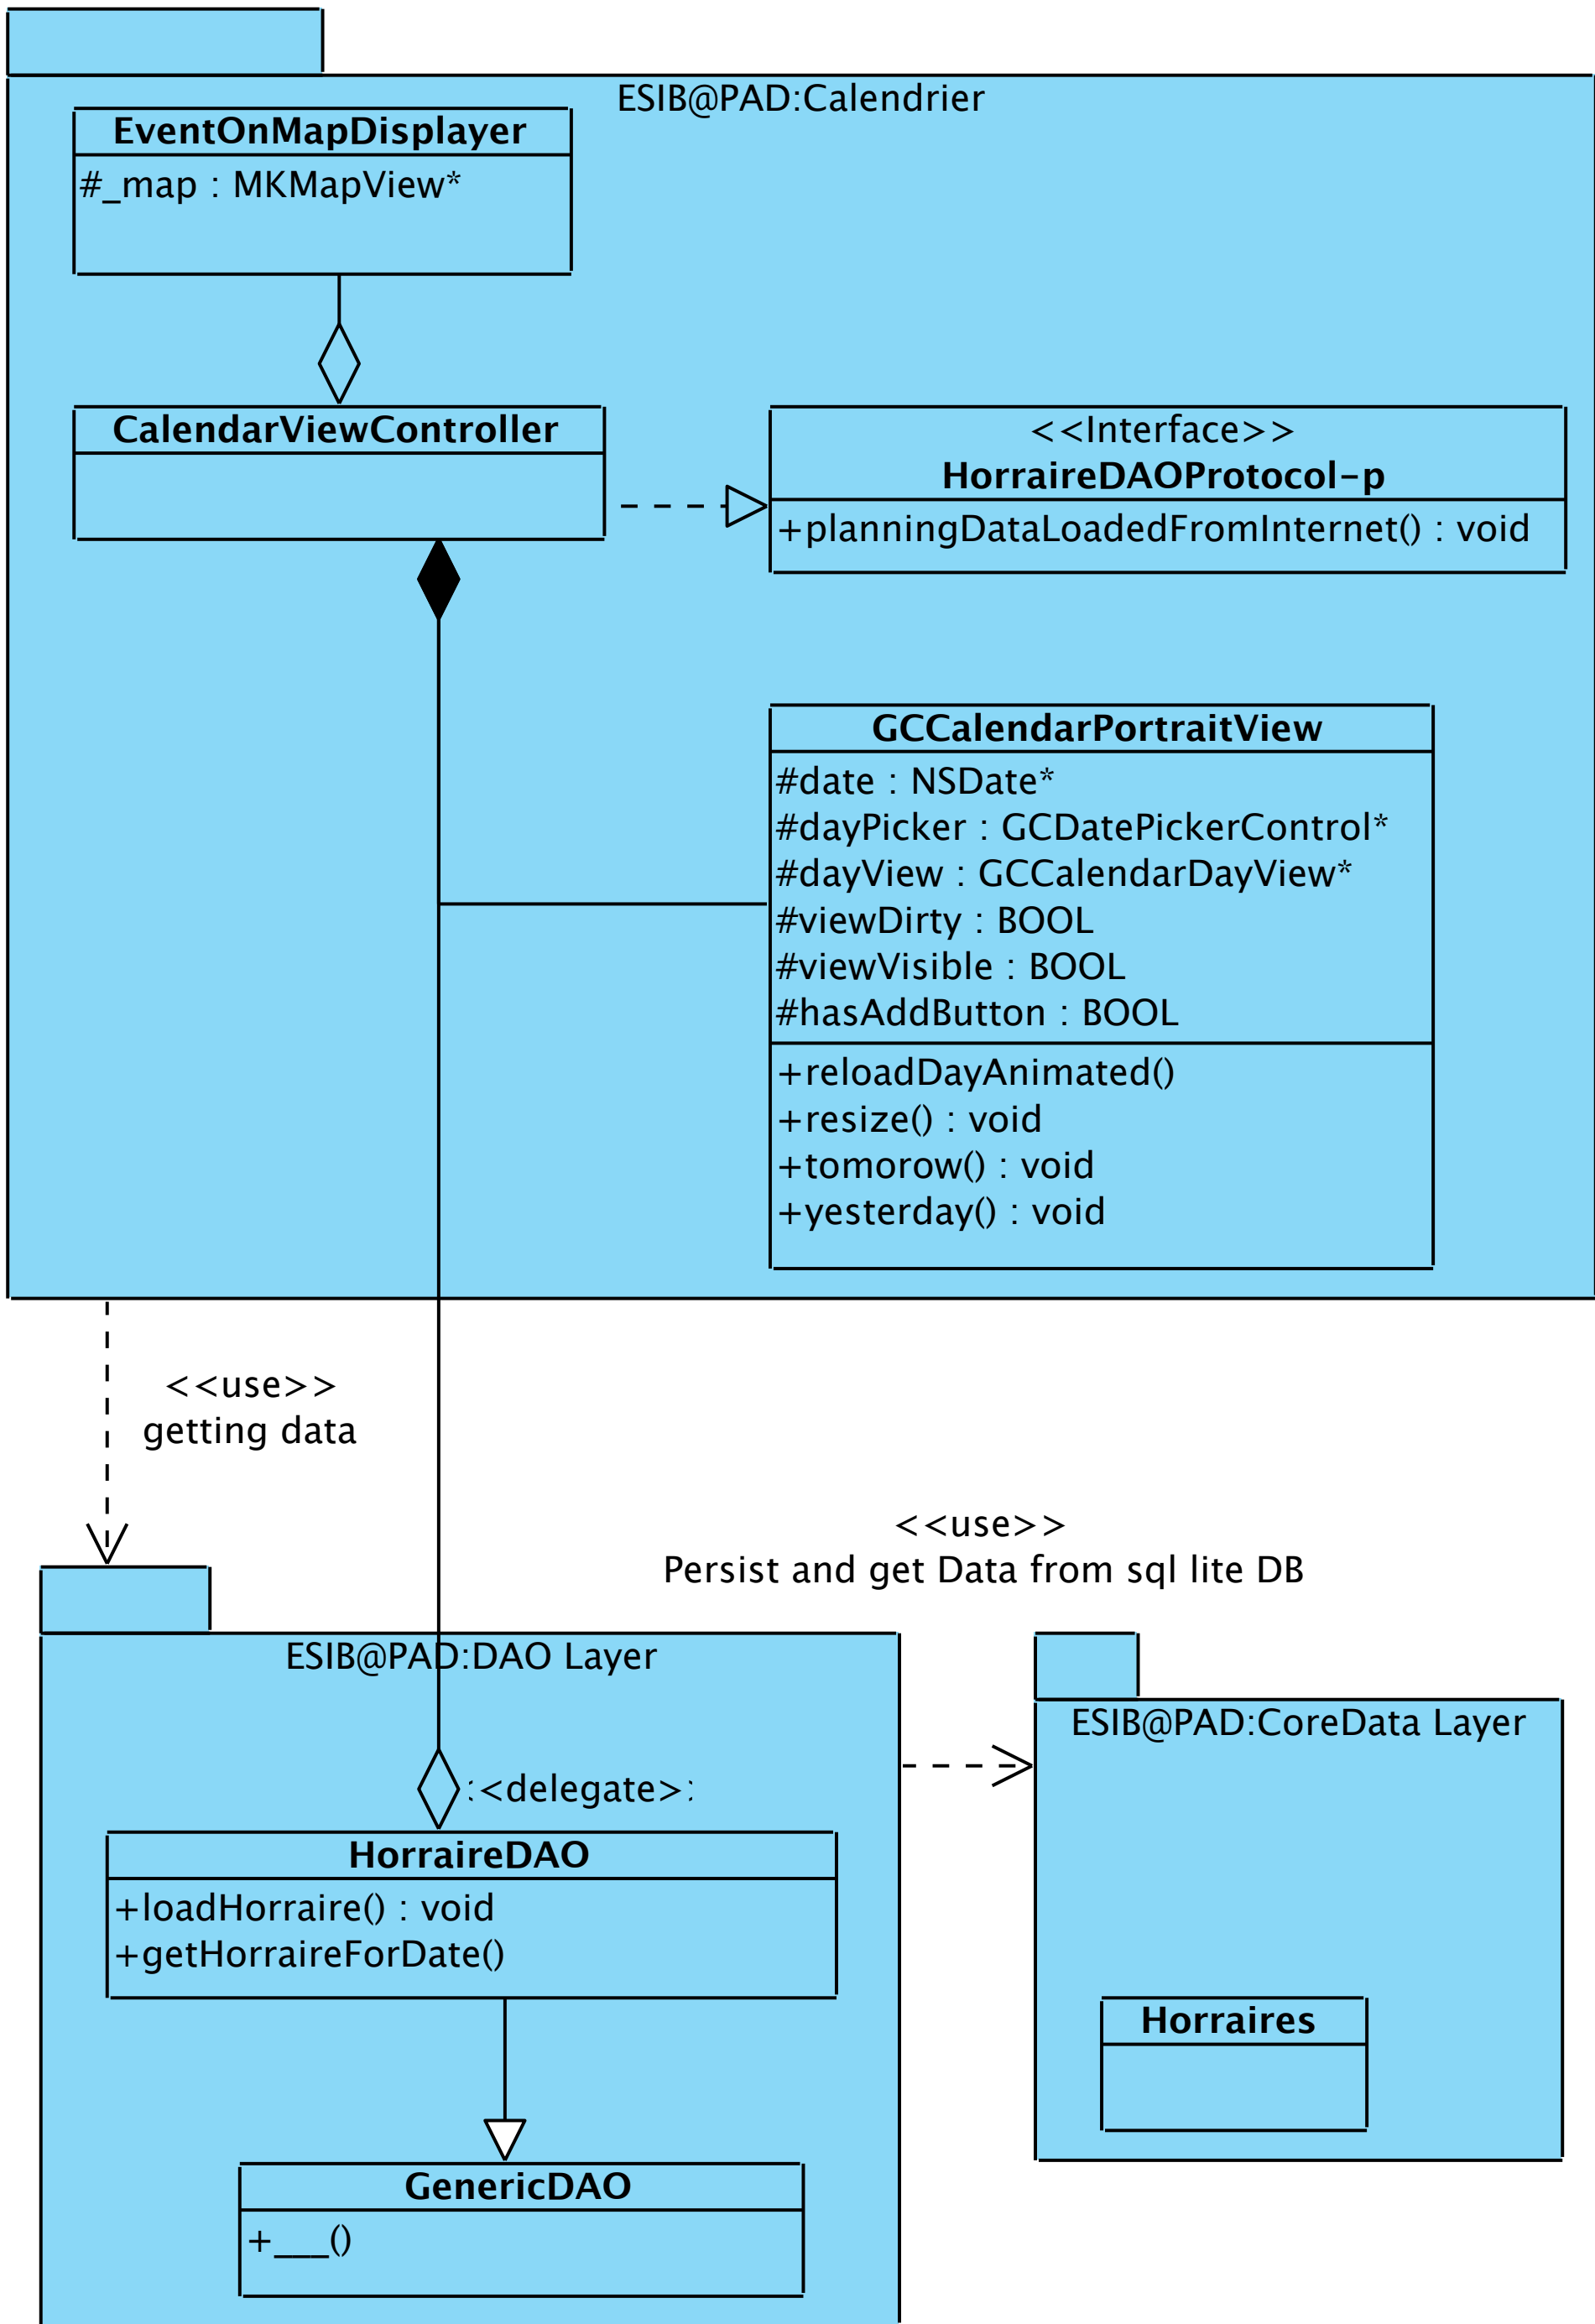 ESIB@PAD:Calendrier
EventOnMapDisplayer
#_map : MKMapView*
CalendarViewController
<<Interface>>
HorraireDAOProtocol-p
+planningDataLoadedFromInternet() : void
GCCalendarPortraitView
#date : NSDate*
#dayPicker : GCDatePickerControl*
#dayView : GCCalendarDayView*
#viewDirty : BOOL
#viewVisible : BOOL
#hasAddButton : BOOL
+reloadDayAnimated()
+resize() : void
+tomorow() : void
+yesterday() : void
<<use>>
getting data
<<use>>
Persist and get Data from sql lite DB
ESIB@PAD:DAO Layer
ESIB@PAD:CoreData Layer
<<delegate>>
HorraireDAO
+loadHorraire() : void
+getHorraireForDate()
Horraires
GenericDAO
+___()